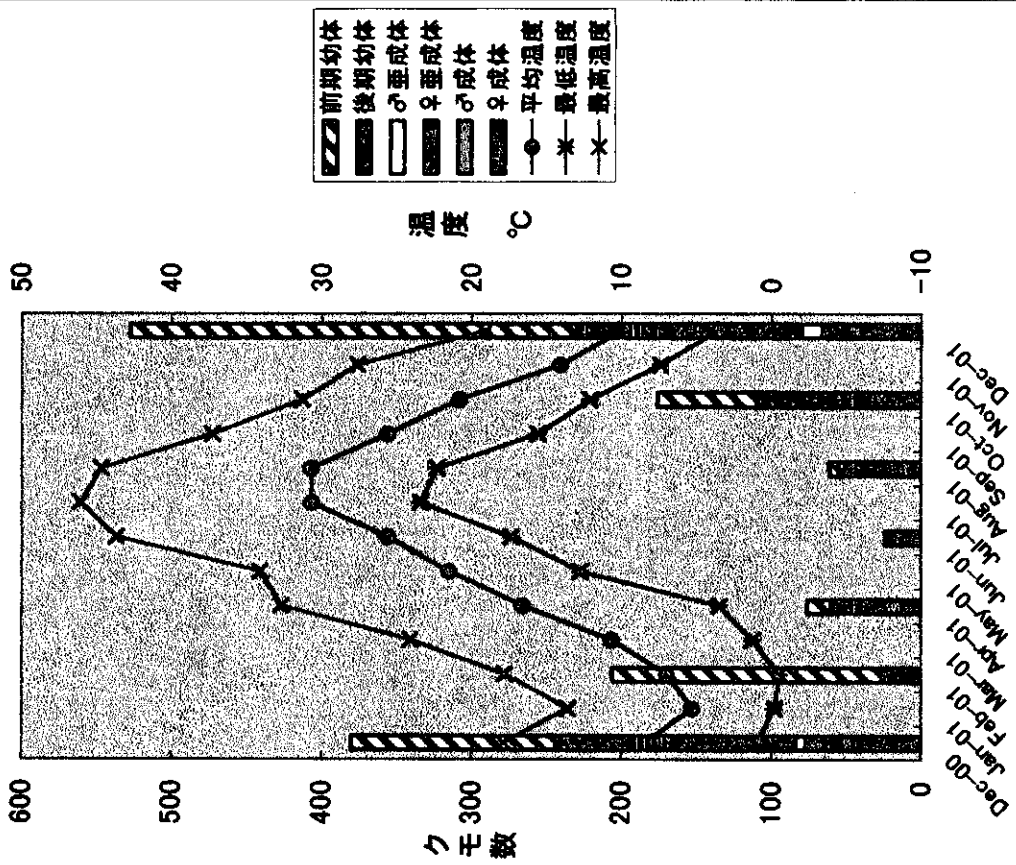 600
500
400
300
200
100
0
クモ数
50
40
30
20
10
0
-10
温度
℃
Dec-00
Jan-01
Feb-01
Mar-01
Apr-01
May-01
Jun-01
Jul-01
Aug-01
Sep-01
Oct-01
Nov-01
Dec-01
前期幼体
後期幼体
♂亜成体
♀亜成体
♂成体
♀成体
平均温度
最低温度
最高温度